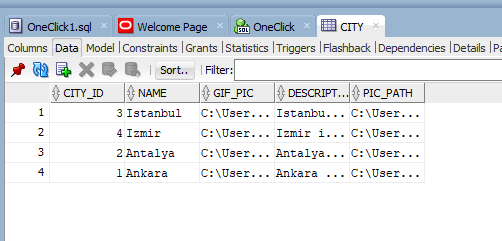 OneClick1.sql Welcome Page OneClick CITY
Columns Data Model Constraints Grants Statistics Triggers Flashback Dependencies Details Pa
Sort.. Filter:
CITY_ID NAME GIF_PIC DESCRIPT... PIC_PATH
1 3 Istanbul C:\User... Istanbu... C:\User...
2 4 Izmir C:\User... Izmir i... C:\User...
3 2 Antalya C:\User... Antalya... C:\User...
4 1 Ankara C:\User... Ankara ... C:\User...